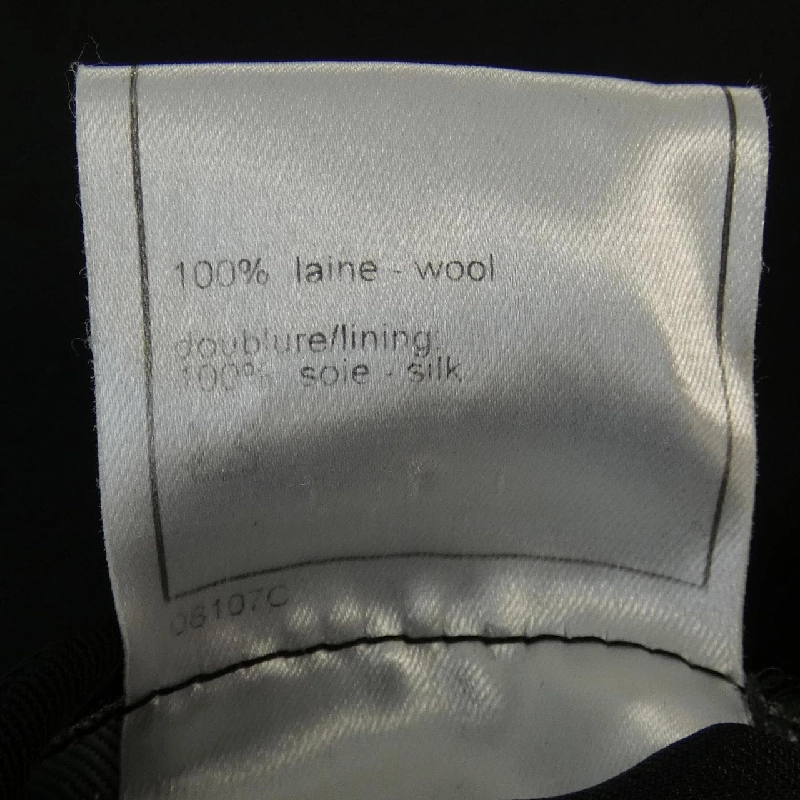 100% laine - wool
doublure/lining:
100% soie - silk
08107C